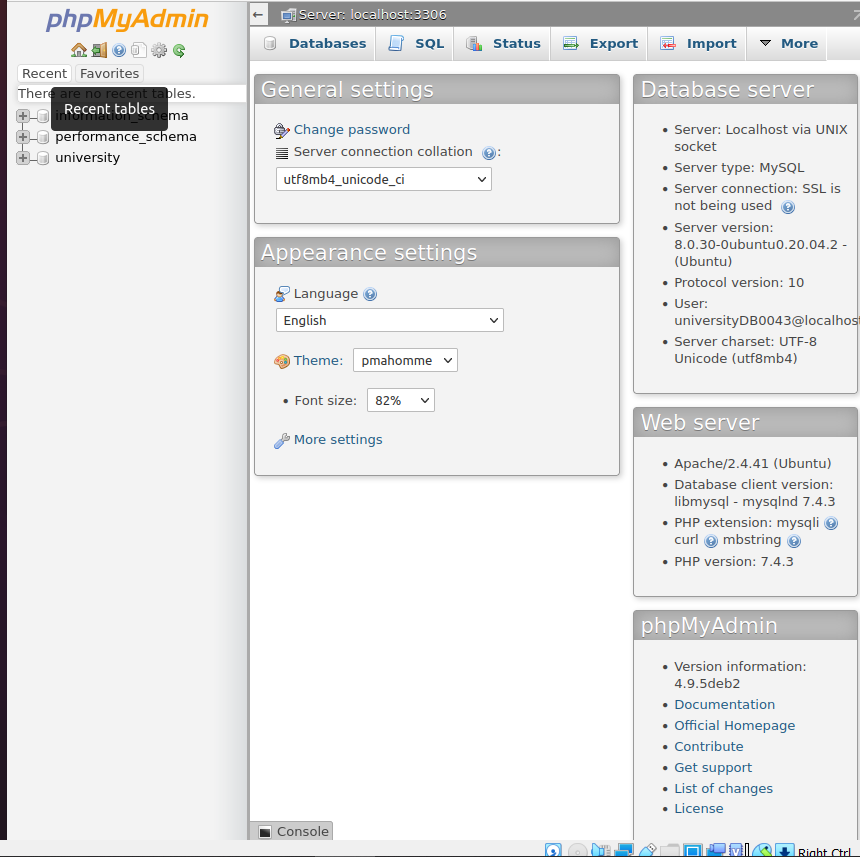 phpMyAdmin
Recent Favorites
There are no recent tables.
Recent tables
information_schema
performance_schema
university
Server: localhost:3306
Databases SQL Status Export Import More
General settings
Change password
Server connection collation :
utf8mb4_unicode_ci
Appearance settings
Language
English
Theme: pmahomme
Font size: 82%
More settings
Console
Database server
Server: Localhost via UNIX
socket
Server type: MySQL
Server connection: SSL is
not being used
Server version:
8.0.30-0ubuntu0.20.04.2 -
(Ubuntu)
Protocol version: 10
User:
universityDB0043@localhost
Server charset: UTF-8
Unicode (utf8mb4)
Web server
Apache/2.4.41 (Ubuntu)
Database client version:
libmysql - mysqlnd 7.4.3
PHP extension: mysqli
curl mbstring
PHP version: 7.4.3
phpMyAdmin
Version information:
4.9.5deb2
Documentation
Official Homepage
Contribute
Get support
List of changes
License
Right Ctrl